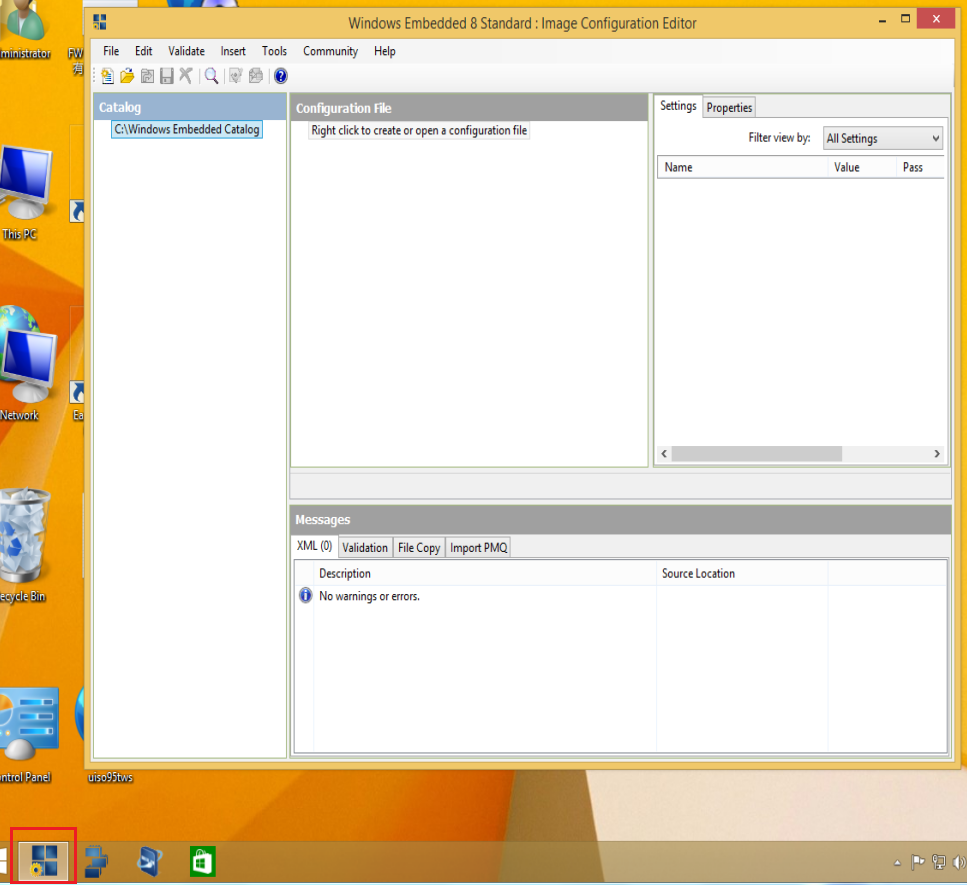 Windows Embedded 8 Standard : Image Configuration Editor
File Edit Validate Insert Tools Community Help
Catalog
C:\Windows Embedded Catalog
Configuration File
Right click to create or open a configuration file
Settings Properties
Filter view by: All Settings
Name Value Pass
Messages
XML (0) Validation File Copy Import PMQ
Description Source Location
No warnings or errors.
ministrator
FW
有
This PC
Network
Ea
ecycle Bin
ntrol Panel
uiso95tws